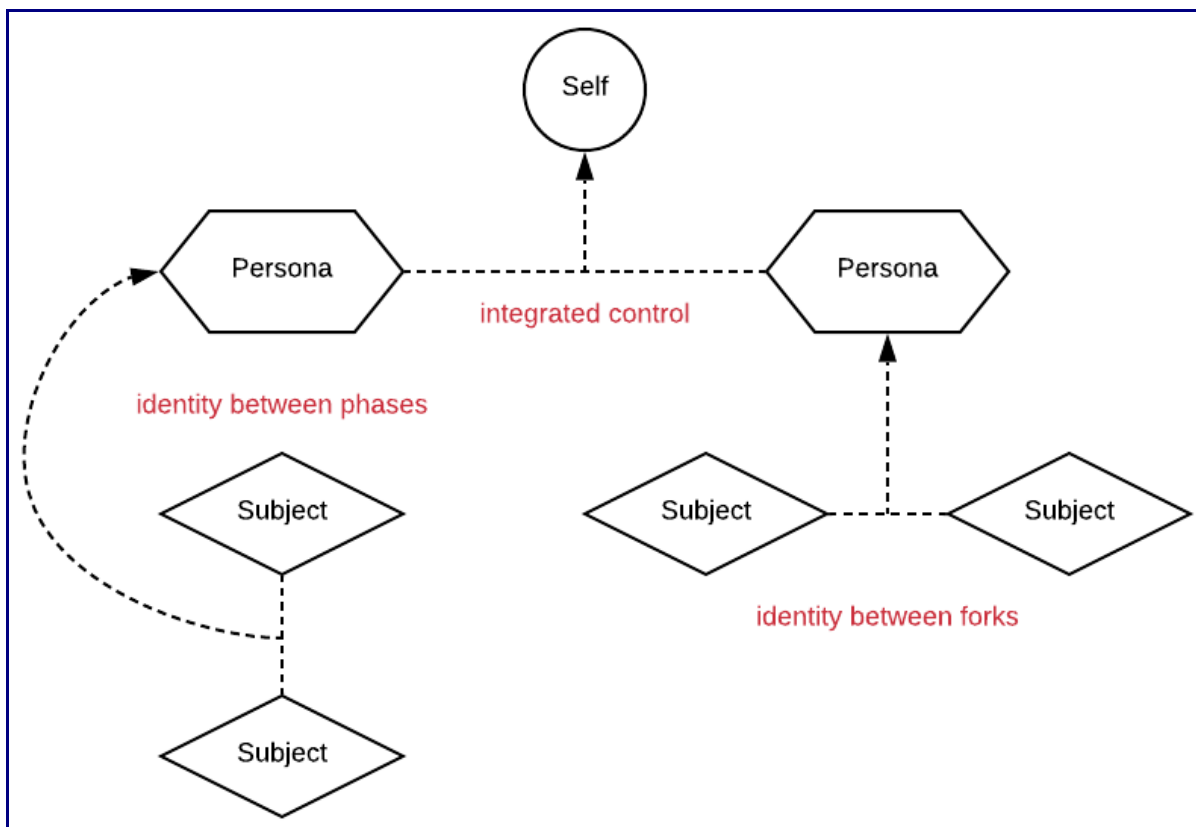 Self
Persona
Persona
integrated control
identity between phases
Subject
Subject
Subject
identity between forks
Subject